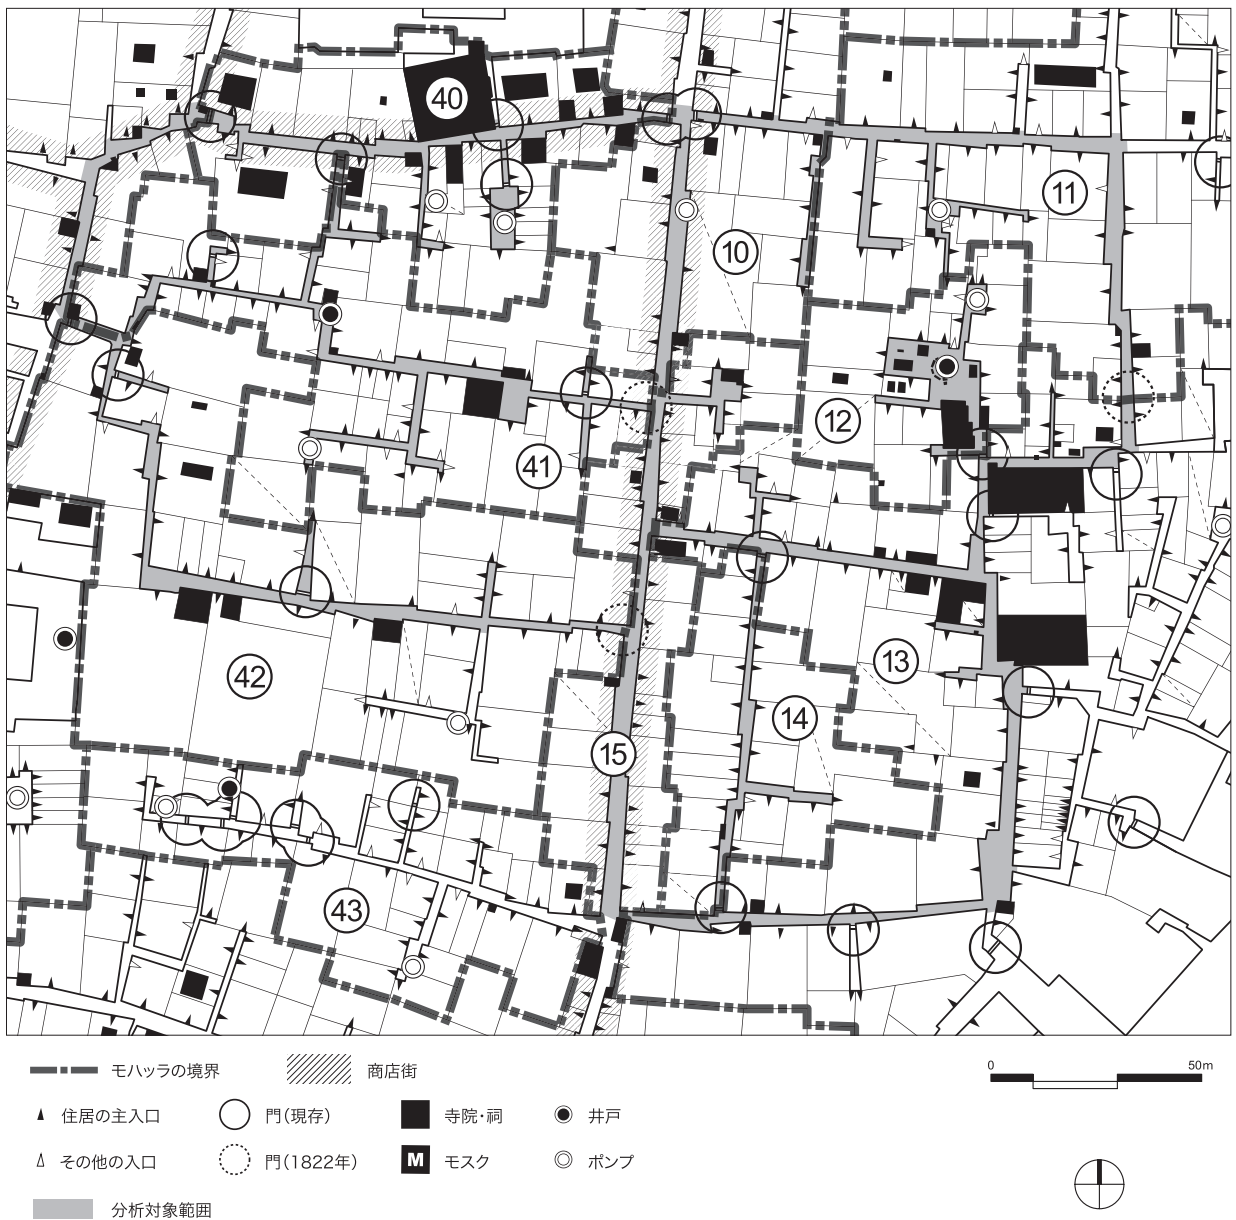 40
11
10
12
41
13
42
14
15
43
モハッラの境界
商店街
0 50m
住居の主入口
門(現存)
寺院・祠
井戸
その他の入口
門(1822年)
M モスク
ポンプ
分析対象範囲